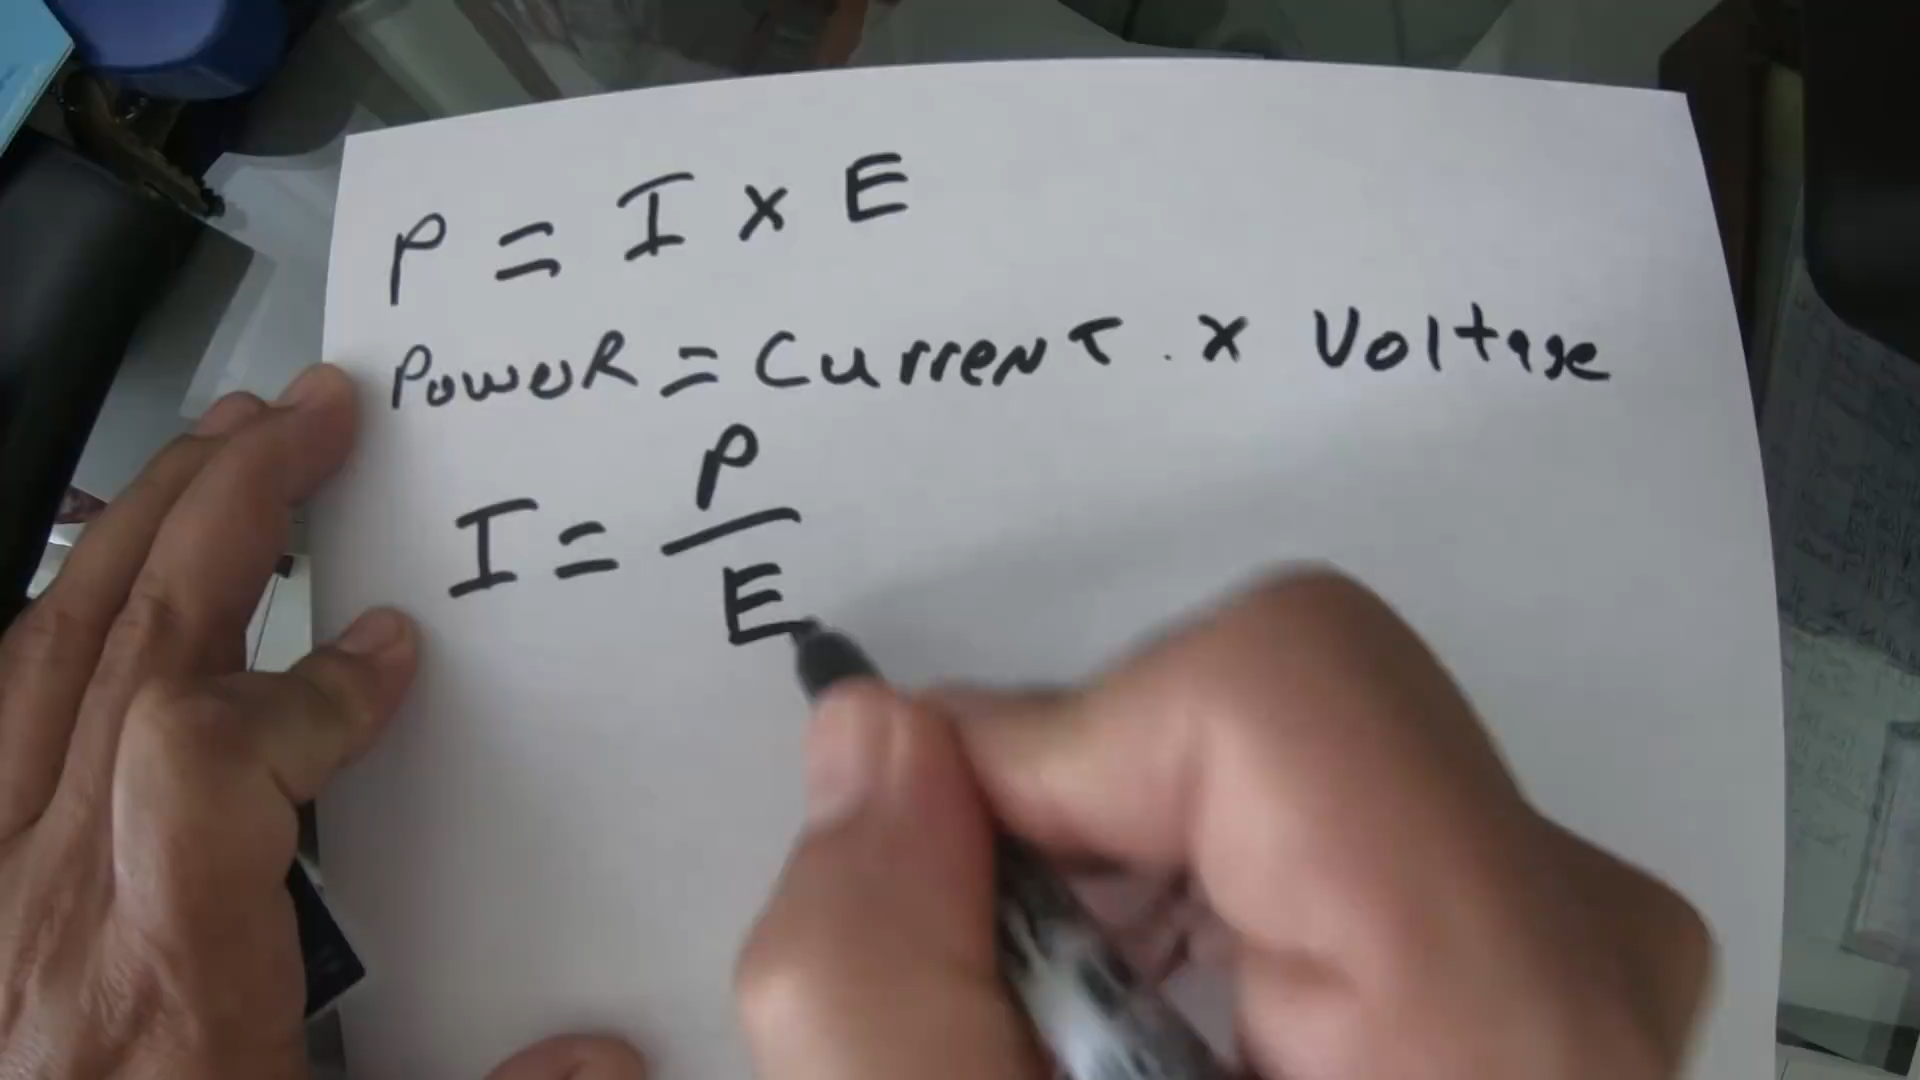 P = I x E
POWER = CurreNT . x Voltage
I = P
E